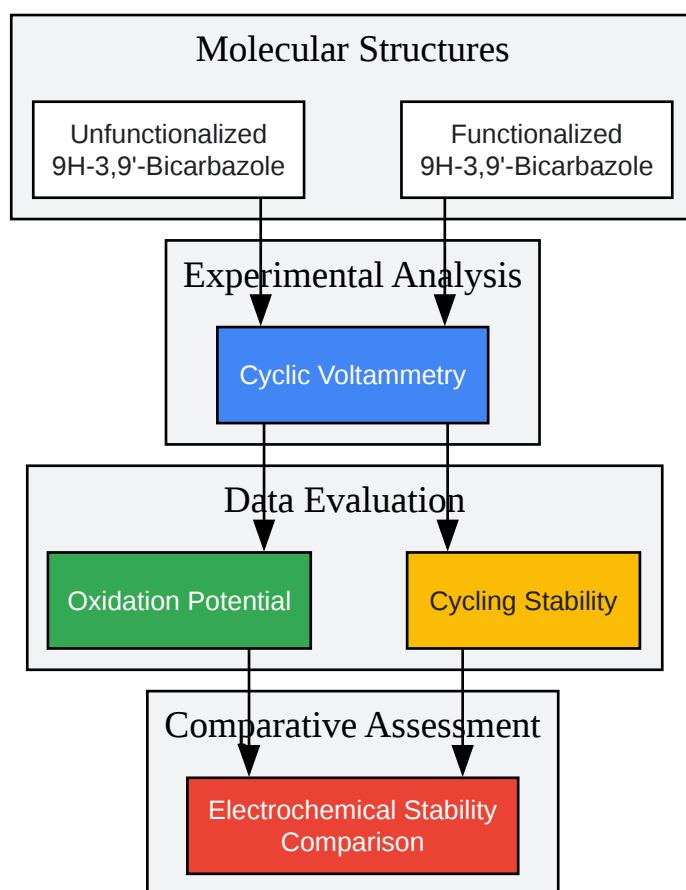 Molecular Structures
Unfunctionalized
9H-3,9'-Bicarbazole
Functionalized
9H-3,9'-Bicarbazole
Experimental Analysis
Cyclic Voltammetry
Data Evaluation
Oxidation Potential
Cycling Stability
Comparative Assessment
Electrochemical Stability
Comparison